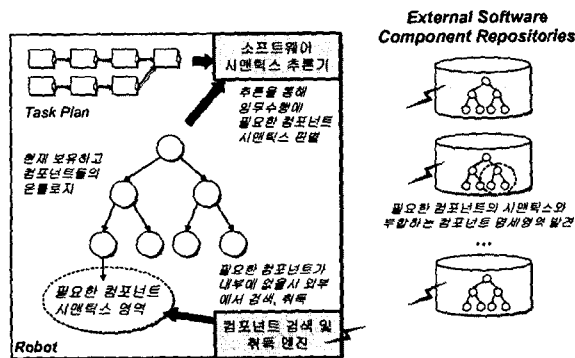 External Software
Component Repositories
소프트웨어
시맨틱스 추론기
Task Plan
추론을 통해
임무수행에
필요한 컴포넌트
시맨틱스 판별
현재 보유하고
컴포넌트들의
온톨로지
필요한 컴포넌트의 시맨틱스와
부합하는 컴포넌트 명세영역 발견
...
필요한 컴포넌트가
내부에 없을시 외부
에서 검색, 취득
필요한 컴포넌트
시맨틱스 영역
컴포넌트 검색 및
취득 엔진
Robot